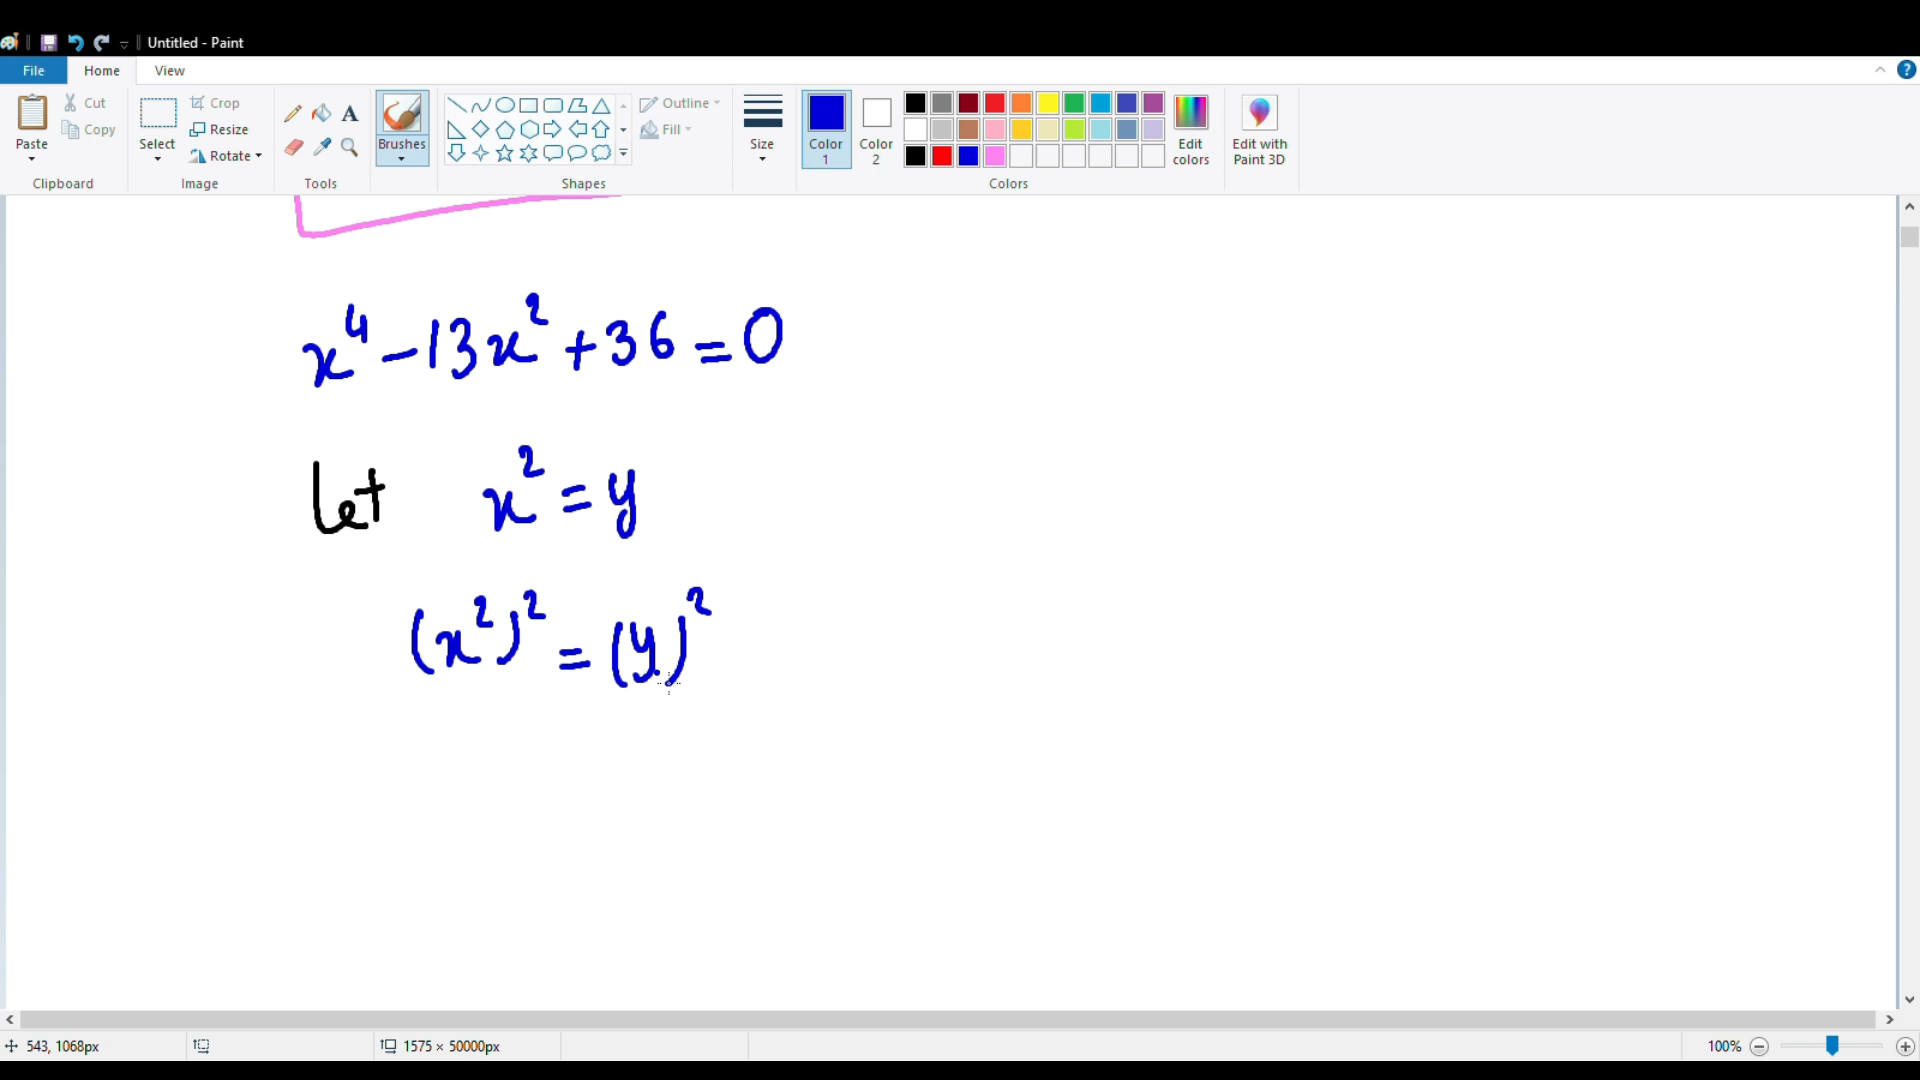 Untitled - Paint
File Home View
Paste Cut Copy Clipboard
Select Crop Resize Rotate Image
Tools
Brushes
Outline Fill Shapes
Size
Color 1 Color 2 Edit colors Colors
Edit with Paint 3D
x⁴ - 13x² + 36 = 0
Let x² = y
(x²)² = (y)²
543, 1068px 1575 × 50000px 100%